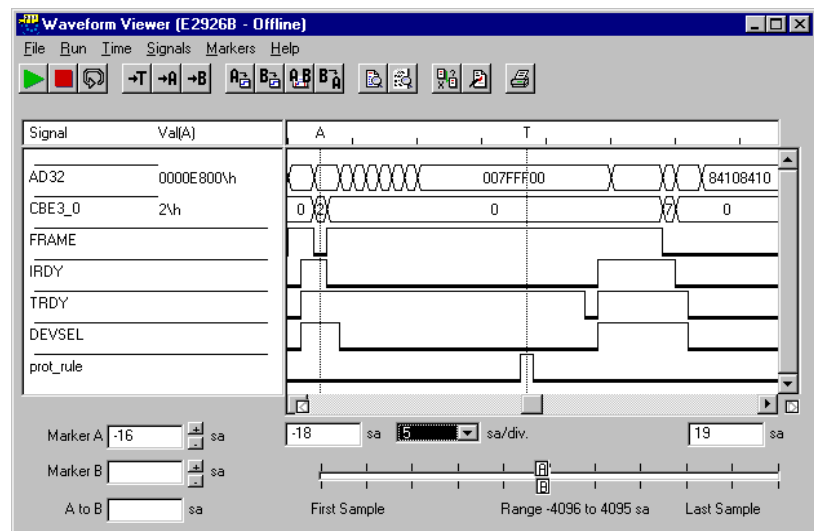 Waveform Viewer (E2926B - Offline)
File Run Time Signals Markers Help
→T →A →B
Signal Val(A) A T
AD32 0000E800\h 007FFF00 84108410
CBE3_0 2\h 0 2 0 7 0
FRAME
IRDY
TRDY
DEVSEL
prot_rule
Marker A -16 + - sa -18 sa 5 sa/div. 19 sa
Marker B + - sa A
B
A to B sa First Sample Range -4096 to 4095 sa Last Sample